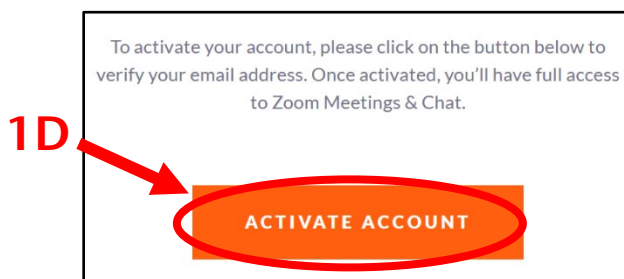 To activate your account, please click on the button below to
verify your email address. Once activated, you'll have full access
to Zoom Meetings & Chat.
1D
ACTIVATE ACCOUNT